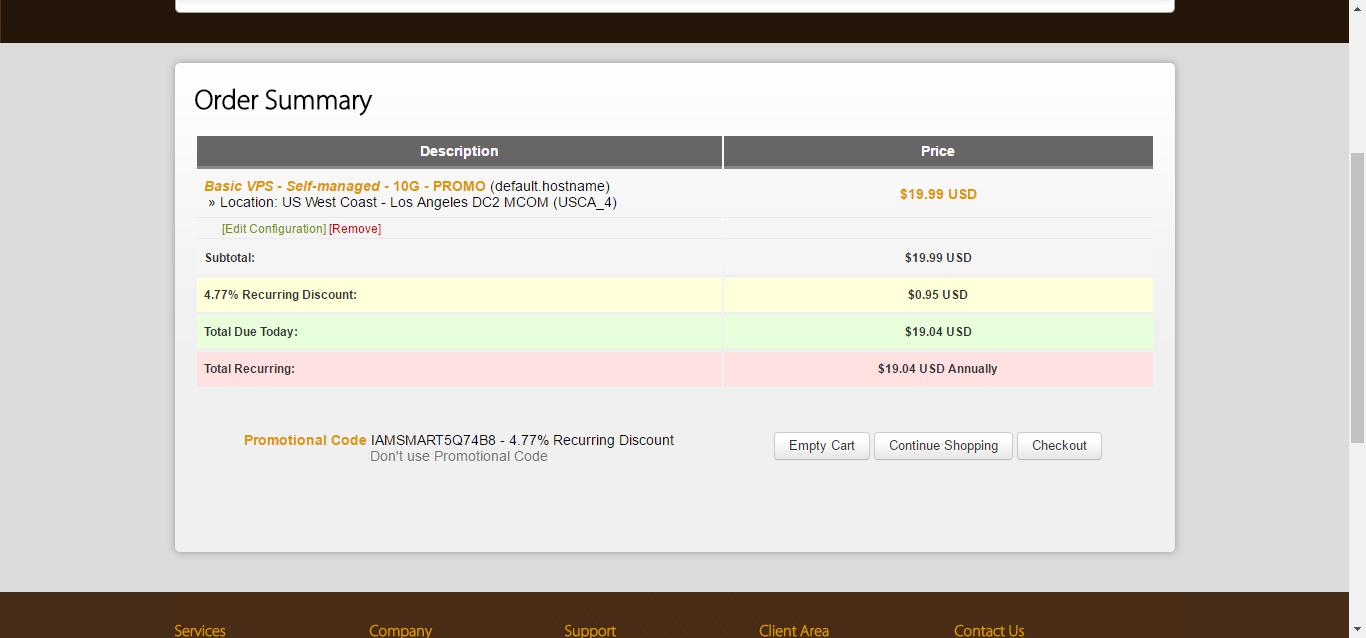 Order Summary
Description Price
Basic VPS - Self-managed - 10G - PROMO (default.hostname) $19.99 USD
» Location: US West Coast - Los Angeles DC2 MCOM (USCA_4)
[Edit Configuration] [Remove]
Subtotal: $19.99 USD
4.77% Recurring Discount: $0.95 USD
Total Due Today: $19.04 USD
Total Recurring: $19.04 USD Annually
Promotional Code IAMSMART5Q74B8 - 4.77% Recurring Discount
Don't use Promotional Code
Empty Cart Continue Shopping Checkout
Services Company Support Client Area Contact Us